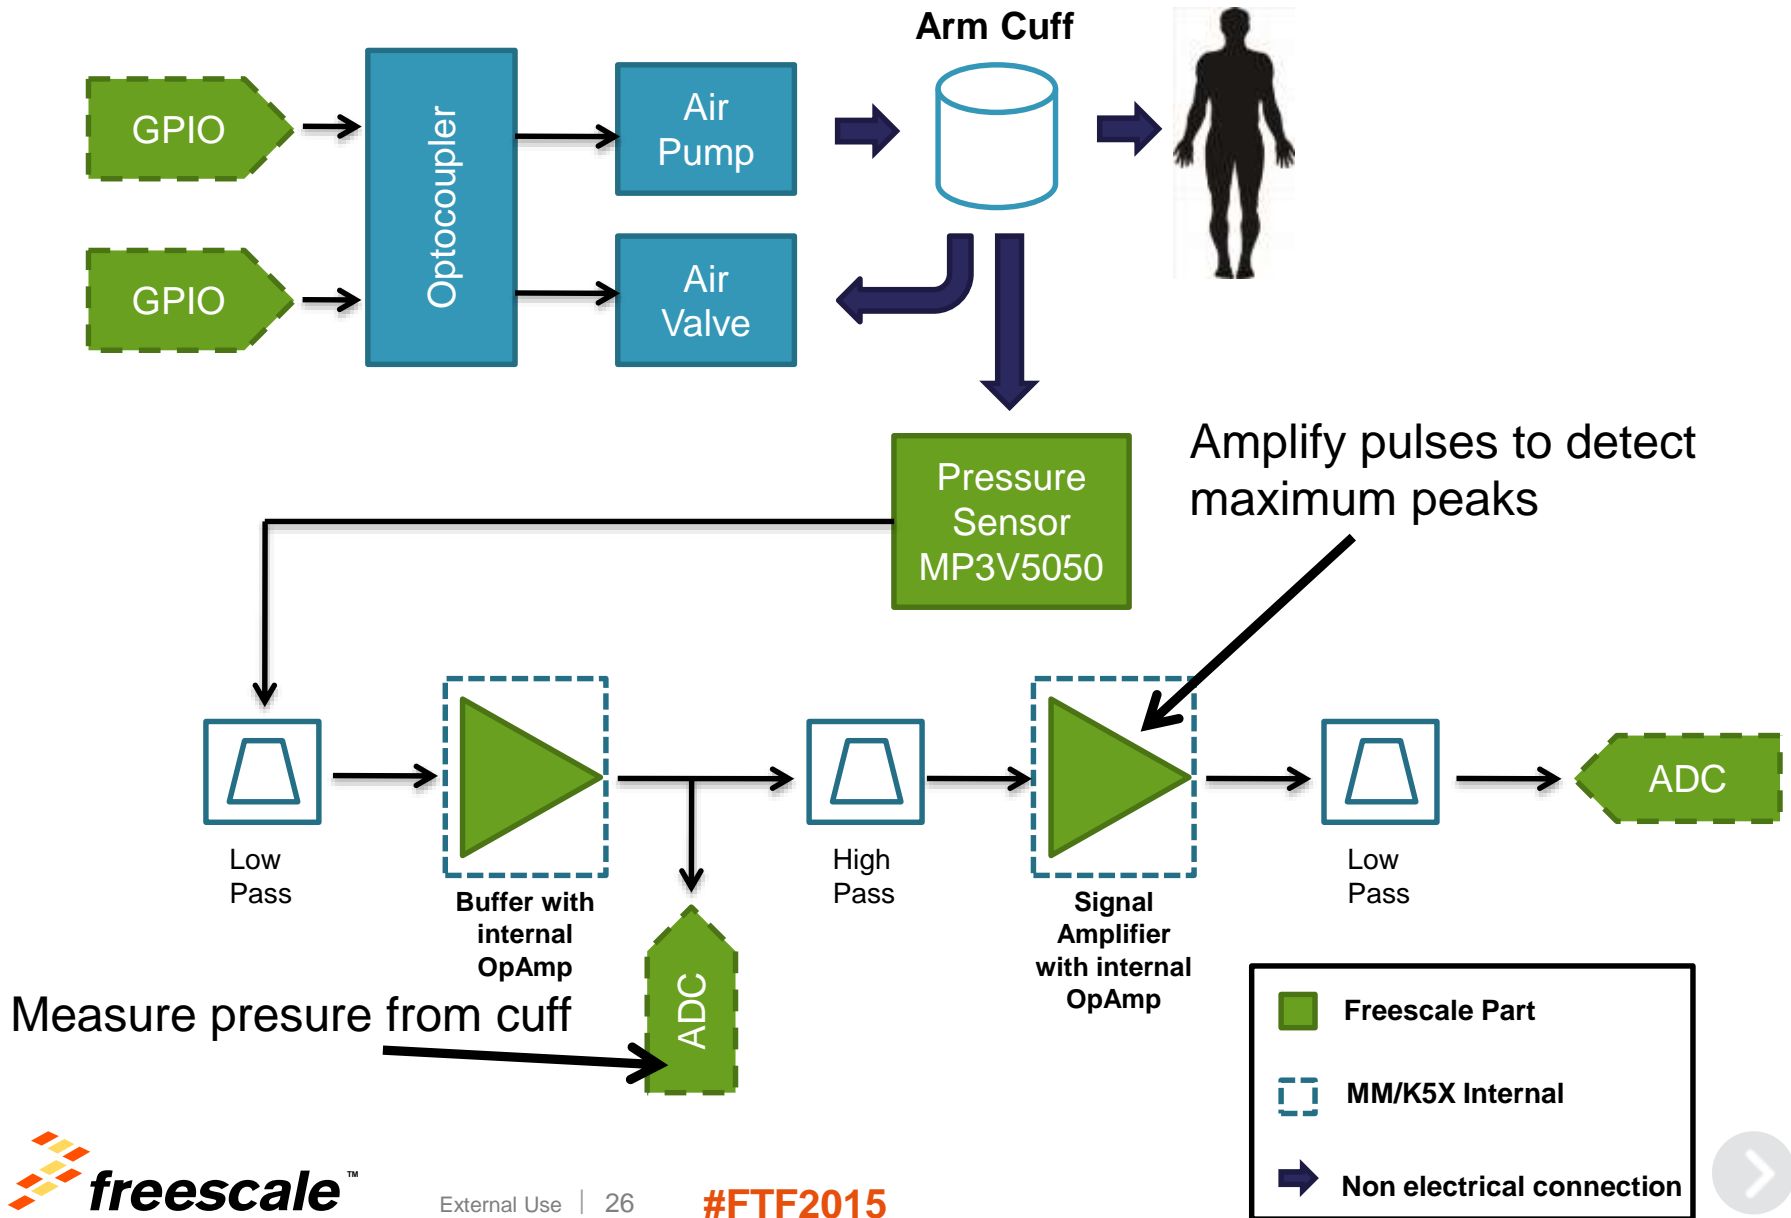 Arm Cuff
GPIO
Optocoupler
Air
Pump
GPIO
Air
Valve
Pressure
Sensor
MP3V5050
Amplify pulses to detect
maximum peaks
Low
Pass
Buffer with
internal
OpAmp
ADC
High
Pass
Signal
Amplifier
with internal
OpAmp
Low
Pass
ADC
Measure presure from cuff
Freescale Part
MM/K5X Internal
Non electrical connection
freescale™
External Use | 26 #FTF2015